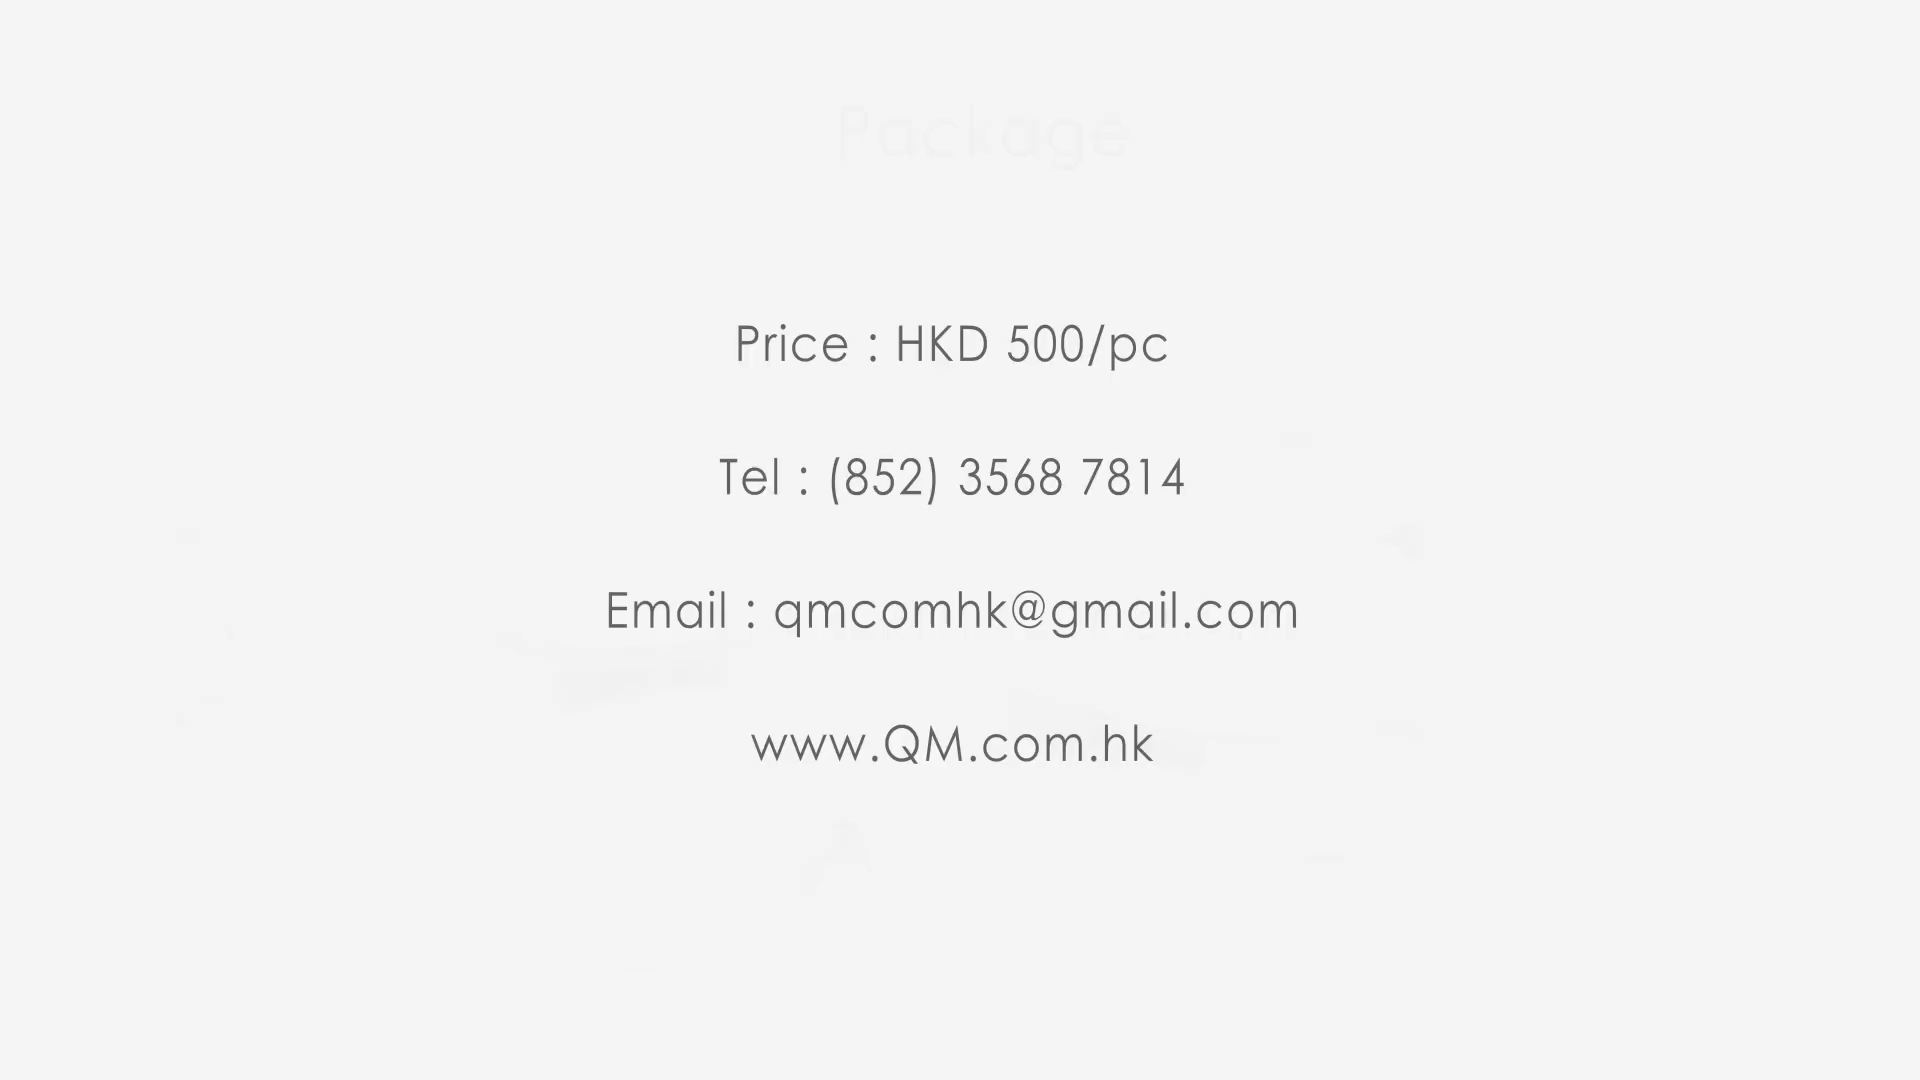 Package
Price : HKD 500/pc
Tel : (852) 3568 7814
Email : qmcomhk@gmail.com
www.QM.com.hk